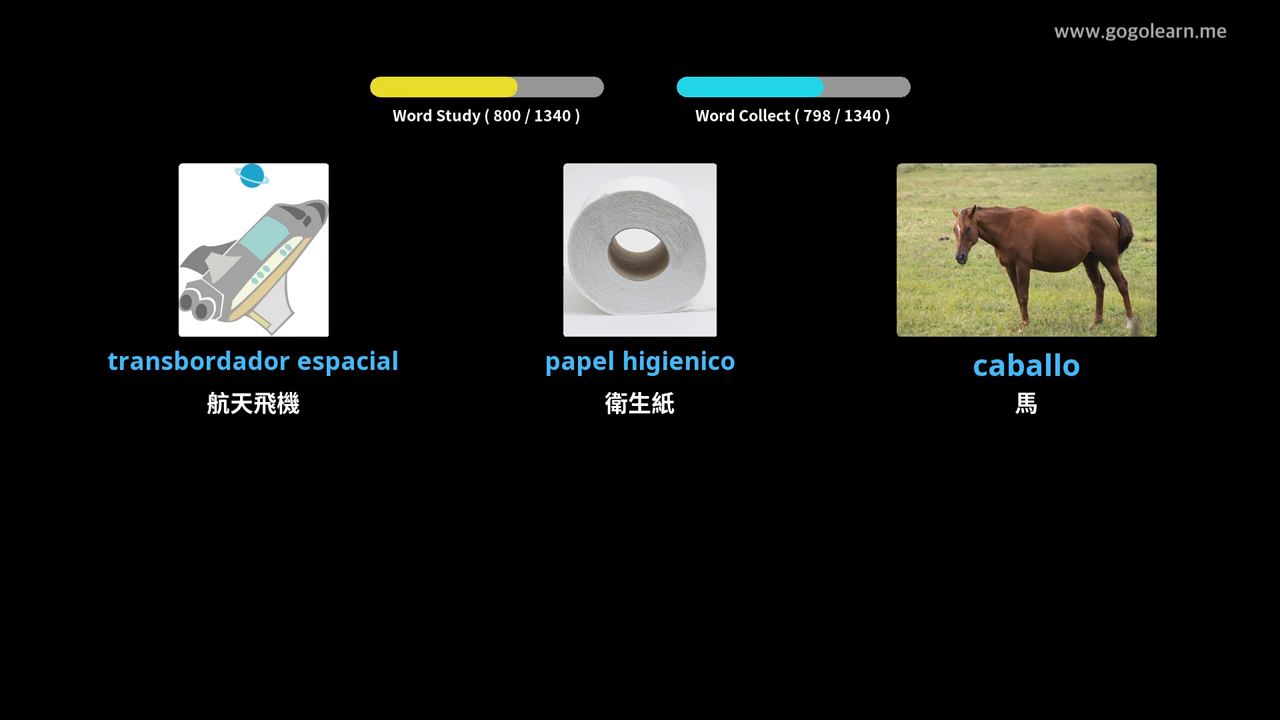 www.gogolearn.me
Word Study ( 800 / 1340 )
Word Collect ( 798 / 1340 )
transbordador espacial
papel higienico
caballo
航天飛機
衛生紙
馬